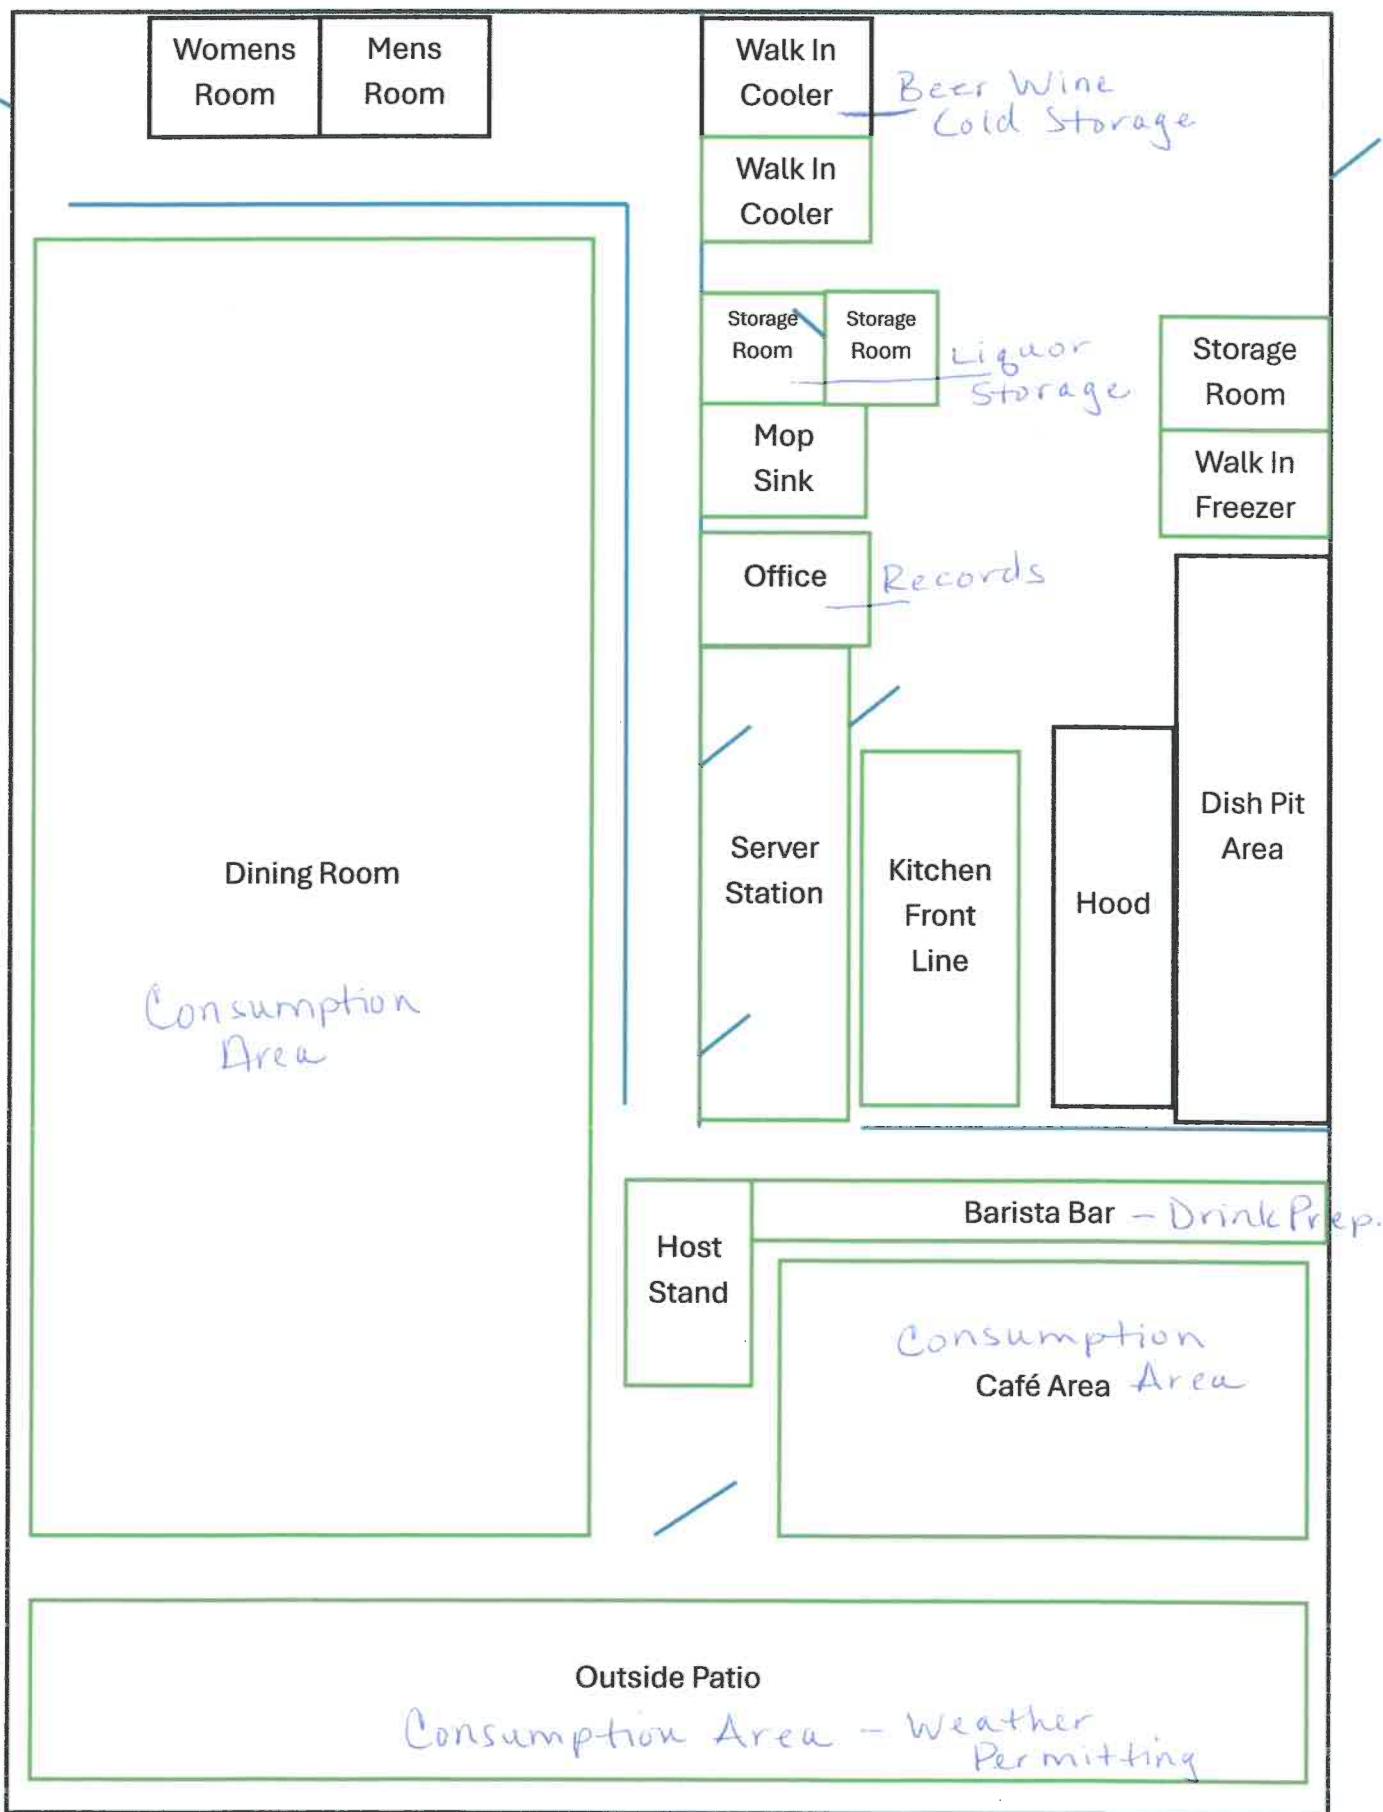 Womens
Room
Mens
Room
Walk In
Cooler
Beer Wine
Cold Storage
Walk In
Cooler
Storage
Room
Storage
Room
Liquor
Storage
Storage
Room
Mop
Sink
Walk In
Freezer
Office
Records
Dish Pit
Area
Server
Station
Kitchen
Front
Line
Hood
Dining Room
Consumption
Area
Barista Bar - Drink Prep.
Host
Stand
Consumption
Café Area Area
Outside Patio
Consumption Area - Weather
Permitting